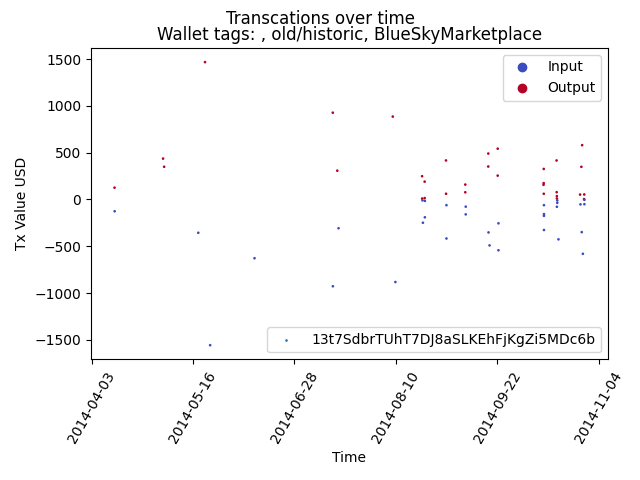 Transcations over time
Wallet tags: , old/historic, BlueSkyMarketplace
Input
Output
1500
1000
500
0
−500
−1000
−1500
Tx Value USD
13t7SdbrTUhT7DJ8aSLKEhFjKgZi5MDc6b
2014-04-03
2014-05-16
2014-06-28
2014-08-10
2014-09-22
2014-11-04
Time